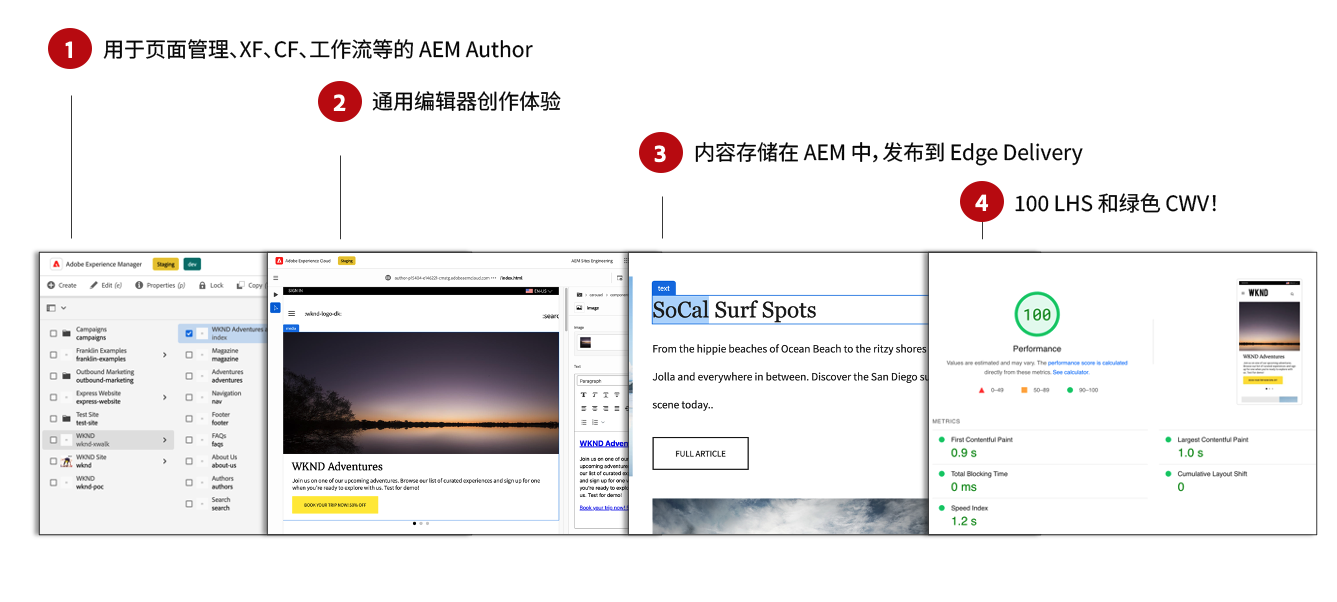 1 用于页面管理、XF、CF、工作流等的 AEM Author
2 通用编辑器创作体验
3 内容存储在 AEM 中，发布到 Edge Delivery
4 100 LHS 和绿色 CWV！
Adobe Experience Manager Staging dev
Create Edit (e) Properties (p) Lock Copy
Campaigns
campaigns
Franklin Examples
franklin-examples
Outbound Marketing
outbound-marketing
Express Website
express-website
Test Site
test-site
WKND
wknd-xwalk
WKND Site
wknd
WKND
wknd-poc
WKND Adventures
index
Magazine
magazine
Adventures
adventures
Navigation
nav
Footer
footer
FAQs
faqs
About Us
about-us
Authors
authors
Search
search
Adobe Experience Cloud Staging AEM Sites Engineering
/index.html
SIGN IN EN-US
:wknd-logo-dk: :searc
media
WKND Adventures
Join us on one of our upcoming adventures. Browse our list of curated experiences and sign up for one
when you're ready to explore with us. Test for demo!
BOOK YOUR TRIP NOW! 50% OFF
carousel component
Image
Image
Text
Paragraph
WKND Adven
Join us on one of our
upcoming adventures
our list of curated exp
and sign up for one w
you're ready to explor
us. Test for demo!
Book your trip now!
text
SoCal Surf Spots
From the hippie beaches of Ocean Beach to the ritzy shores
Jolla and everywhere in between. Discover the San Diego su
scene today..
FULL ARTICLE
100
Performance
Values are estimated and may vary. The performance score is calculated
directly from these metrics. See calculator.
0–49 50–89 90–100
METRICS
First Contentful Paint
0.9 s
Largest Contentful Paint
1.0 s
Total Blocking Time
0 ms
Cumulative Layout Shift
0
Speed Index
1.2 s
WKND
WKND Adventures